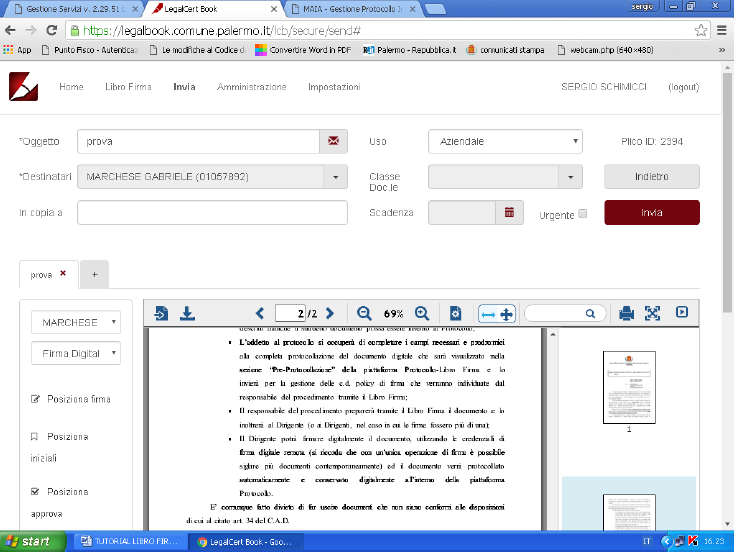 Gestione Servizi v. 2.29.51 b
LegalCert Book
MAIA - Gestione Protocollo In
sergio
https://legalbook.comune.palermo.it/lcb/secure/send#
App
Punto Fisco - Autenticaz
Le modifiche al Codice de
Convertire Word in PDF
Palermo - Repubblica.it
comunicati stampa
webcam.php (640×480)
»
Home
Libro Firma
Invia
Amministrazione
Impostazioni
SERGIO SCHIMICCI
(logout)
*Oggetto
prova
Uso
Aziendale
Plico ID: 2394
*Destinatari
MARCHESE GABRIELE (01057892)
Classe
Doc.le
Indietro
In copia a
Scadenza
Urgente
Invia
prova
+
MARCHESE
Firma Digital
Posiziona firma
Posiziona
iniziali
Posiziona
approva
2 /2
69%
• L'addetto al protocollo si occuperà di completare i campi necessari e prodromici
alla completa protocollazione del documento digitale che sarà visualizzato nella
sezione "Pre-Protocollazione" della piattaforma Protocollo-Libro Firma e lo
invierà per la gestione delle c.d. policy di firma che verranno individuate dal
responsabile del procedimento tramite il Libro Firma;
• Il responsabile del procedimento preparerà tramite il Libro Firma il documento e lo
inoltrerà al Dirigente (o ai Dirigenti, nel caso in cui le firme fossero più di una);
• Il Dirigente potrà firmare digitalmente il documento, utilizzando le credenziali di
firma digitale remota (si ricorda che con un'unica operazione di firma è possibile
siglare più documenti contemporaneamente) ed il documento verrà protocollato
automaticamente e conservato digitalmente all'interno della piattaforma
Protocollo.
E' comunque fatto divieto di far uscire documenti che non siano conformi alle disposizioni
di cui al citato art. 34 del C.A.D.
1
start
TUTORIAL LIBRO FIR...
LegalCert Book - Goo...
IT
16.23